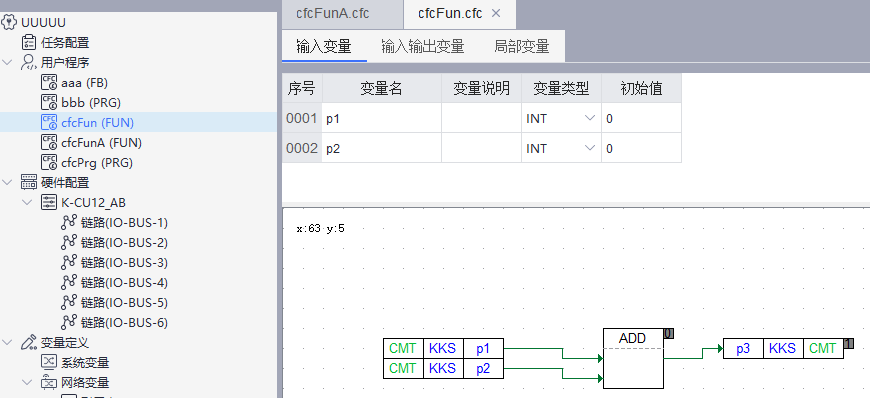 UUUUU
任务配置
用户程序
aaa (FB)
bbb (PRG)
cfcFun (FUN)
cfcFunA (FUN)
cfcPrg (PRG)
硬件配置
K-CU12_AB
链路(IO-BUS-1)
链路(IO-BUS-2)
链路(IO-BUS-3)
链路(IO-BUS-4)
链路(IO-BUS-5)
链路(IO-BUS-6)
变量定义
系统变量
网络变量
cfcFunA.cfc cfcFun.cfc
输入变量 输入输出变量 局部变量
序号 变量名 变量说明 变量类型 初始值
0001 p1 INT 0
0002 p2 INT 0
x:63 y:5
ADD 0
CMT KKS p1
CMT KKS p2
p3 KKS CMT 1